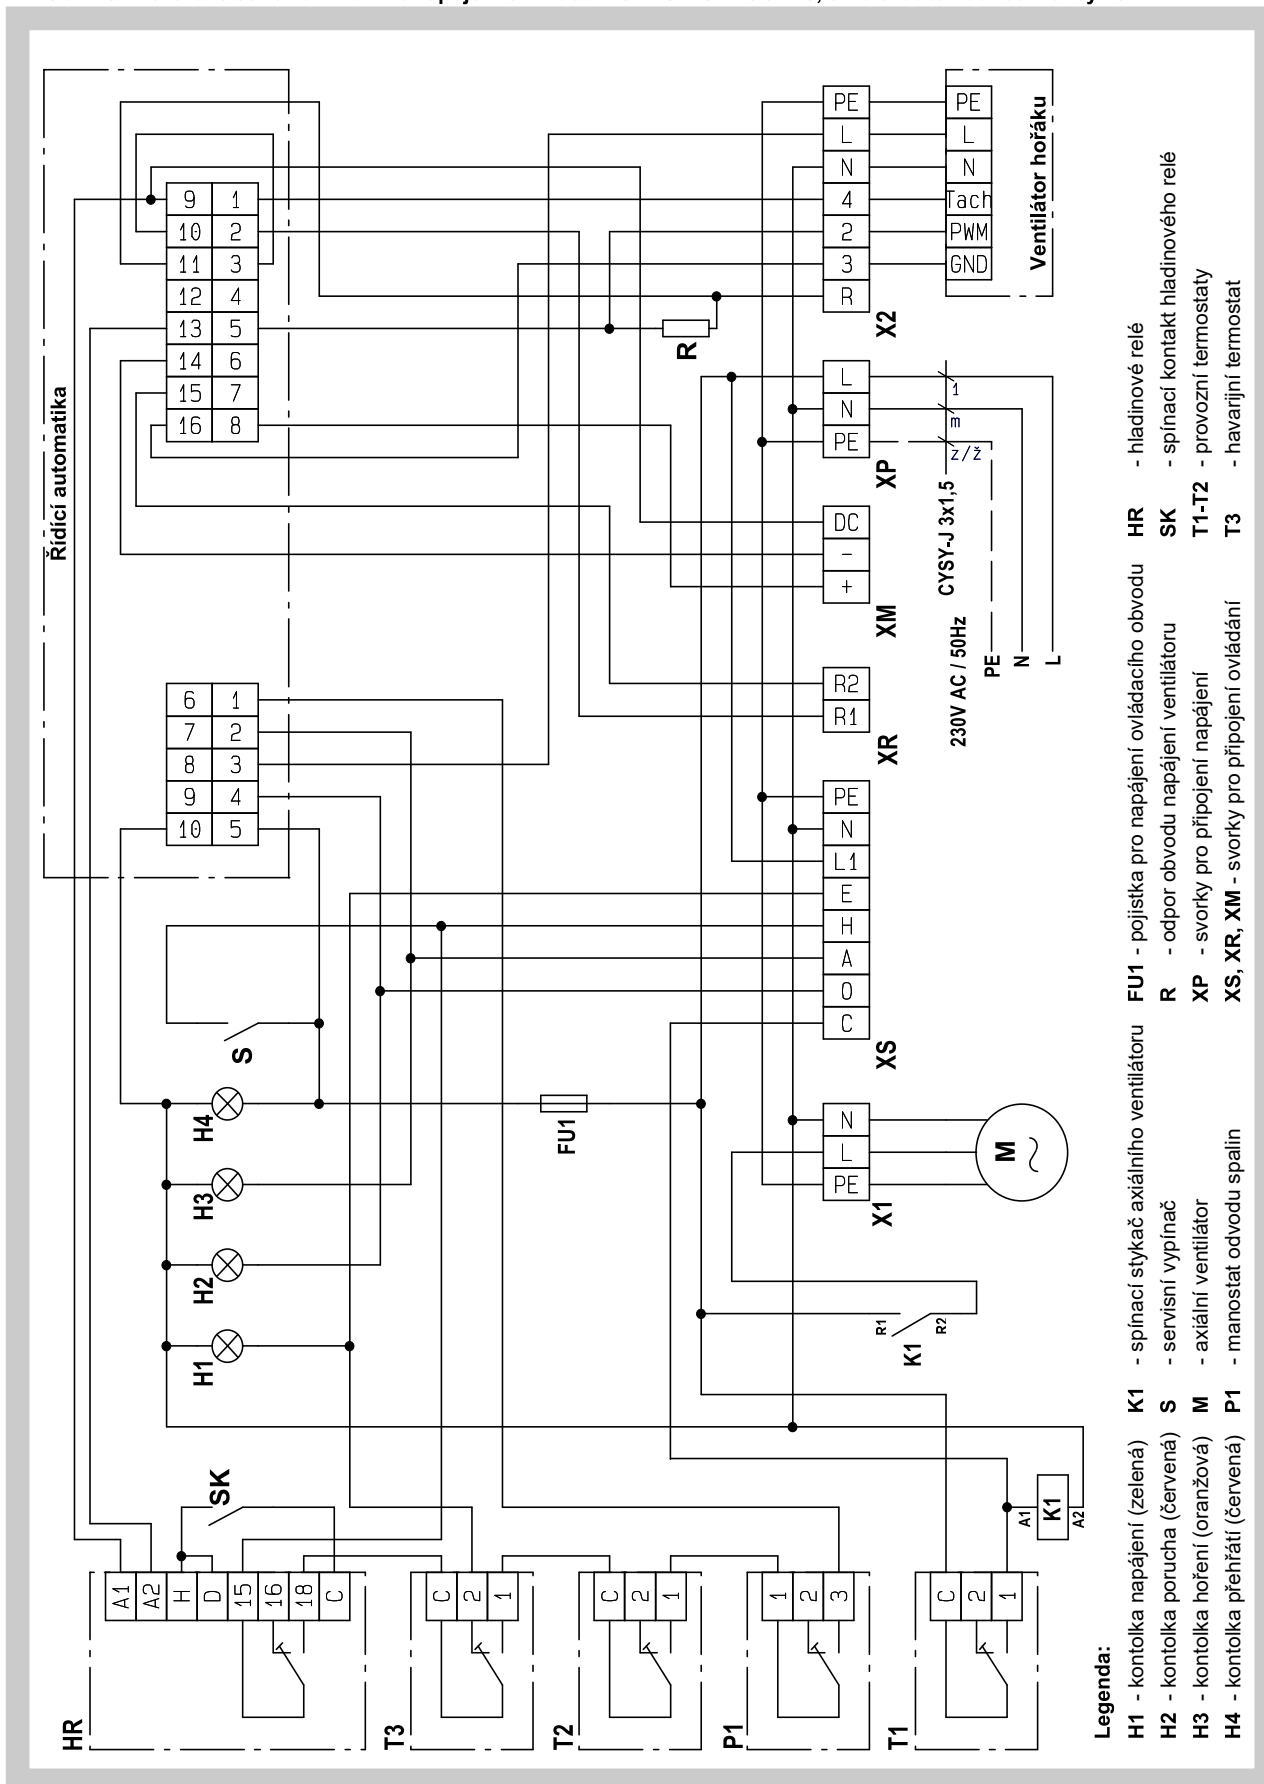 Řídící automatika
9 1
10 2
11 3
12 4
13 5
14 6
15 7
16 8
6 1
7 2
8 3
9 4
10 5
PE
L
N
4
2
3
R
X2
PE
L
N
Tach
PWM
GND
Ventilátor hořáku
R
L
N
PE
XP
1
m
z/ž
CYSY-J 3x1,5
230V AC / 50Hz
PE
N
L
DC
-
+
XM
R2
R1
XR
PE
N
L1
E
H
A
O
C
XS
S
H4
H3
H2
H1
FU1
N
L
PE
X1
M
R1
R2
K1
A1
K1
A2
SK
A1
A2
H
D
15
16
18
C
HR
C
2
1
T3
C
2
1
T2
1
2
3
P1
C
2
1
T1
Legenda:
H1 - kontolka napájení (zelená)
H2 - kontolka porucha (červená)
H3 - kontolka hoření (oranžová)
H4 - kontolka přehřátí (červená)
K1 - spínací stykač axiálního ventilátoru
S - servisní vypínač
M - axiální ventilátor
P1 - manostat odvodu spalin
FU1 - pojistka pro napájení ovládacího obvodu
R - odpor obvodu napájení ventilátoru
XP - svorky pro připojení napájení
XS, XR, XM - svorky pro připojení ovládání
HR - hladinové relé
SK - spínací kontakt hladinového relé
T1-T2 - provozní termostaty
T3 - havarijní termostat